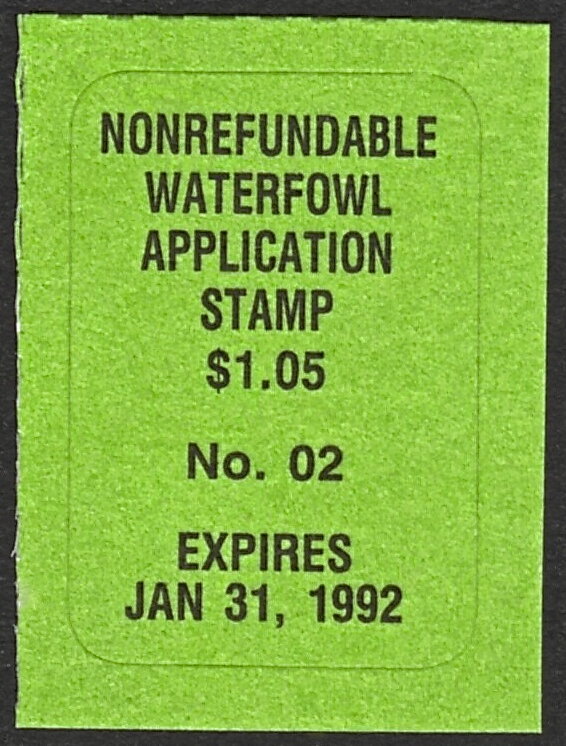 NONREFUNDABLE
WATERFOWL
APPLICATION
STAMP
$1.05
No. 02
EXPIRES
JAN 31, 1992